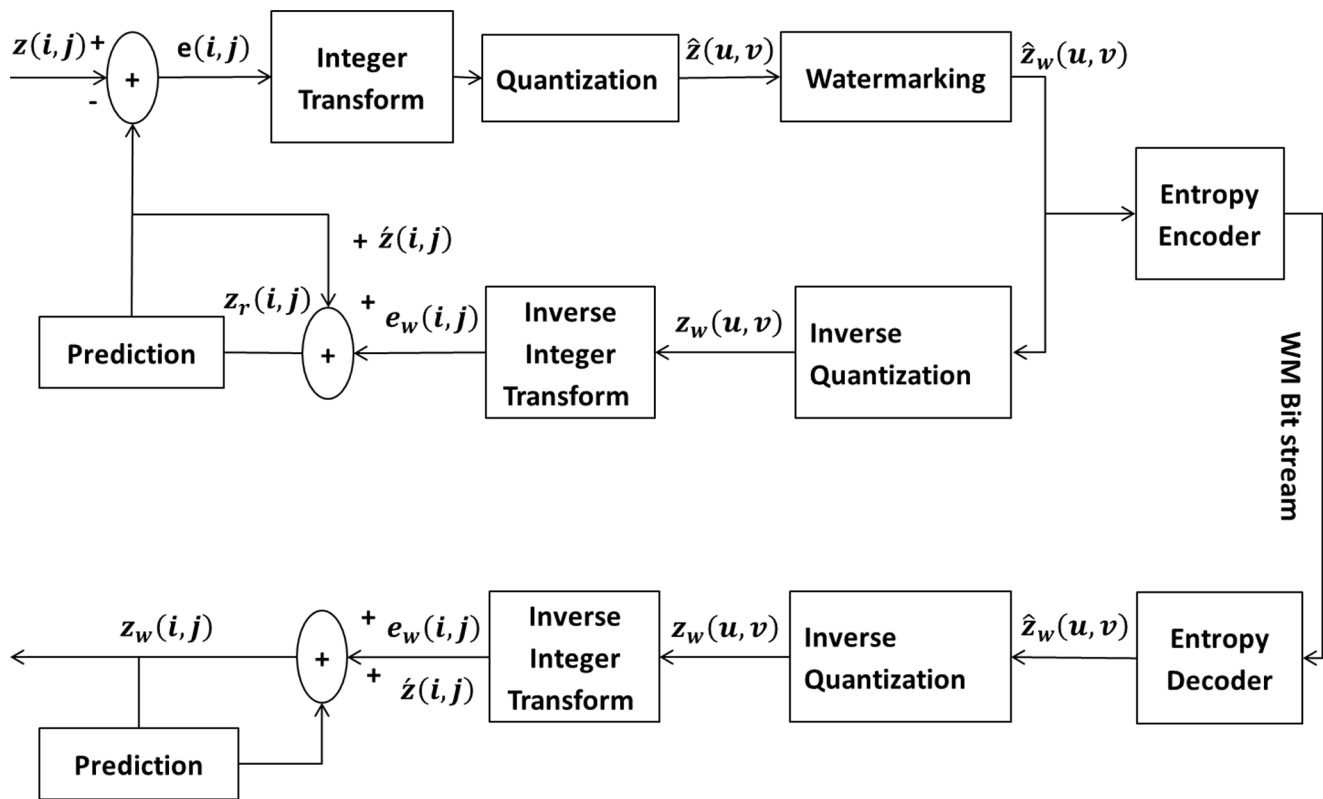 z(i, j) +
-
+
e(i, j)
Integer
Transform
Quantization
ẑ(u, v)
Watermarking
ẑ_w(u, v)
Entropy
Encoder
+ ź(i, j)
z_r(i, j)
+
e_w(i, j)
Prediction
+
Inverse
Integer
Transform
z_w(u, v)
Inverse
Quantization
WM Bit stream
z_w(i, j)
+
+
e_w(i, j)
+
ź(i, j)
Inverse
Integer
Transform
z_w(u, v)
Inverse
Quantization
ẑ_w(u, v)
Entropy
Decoder
Prediction